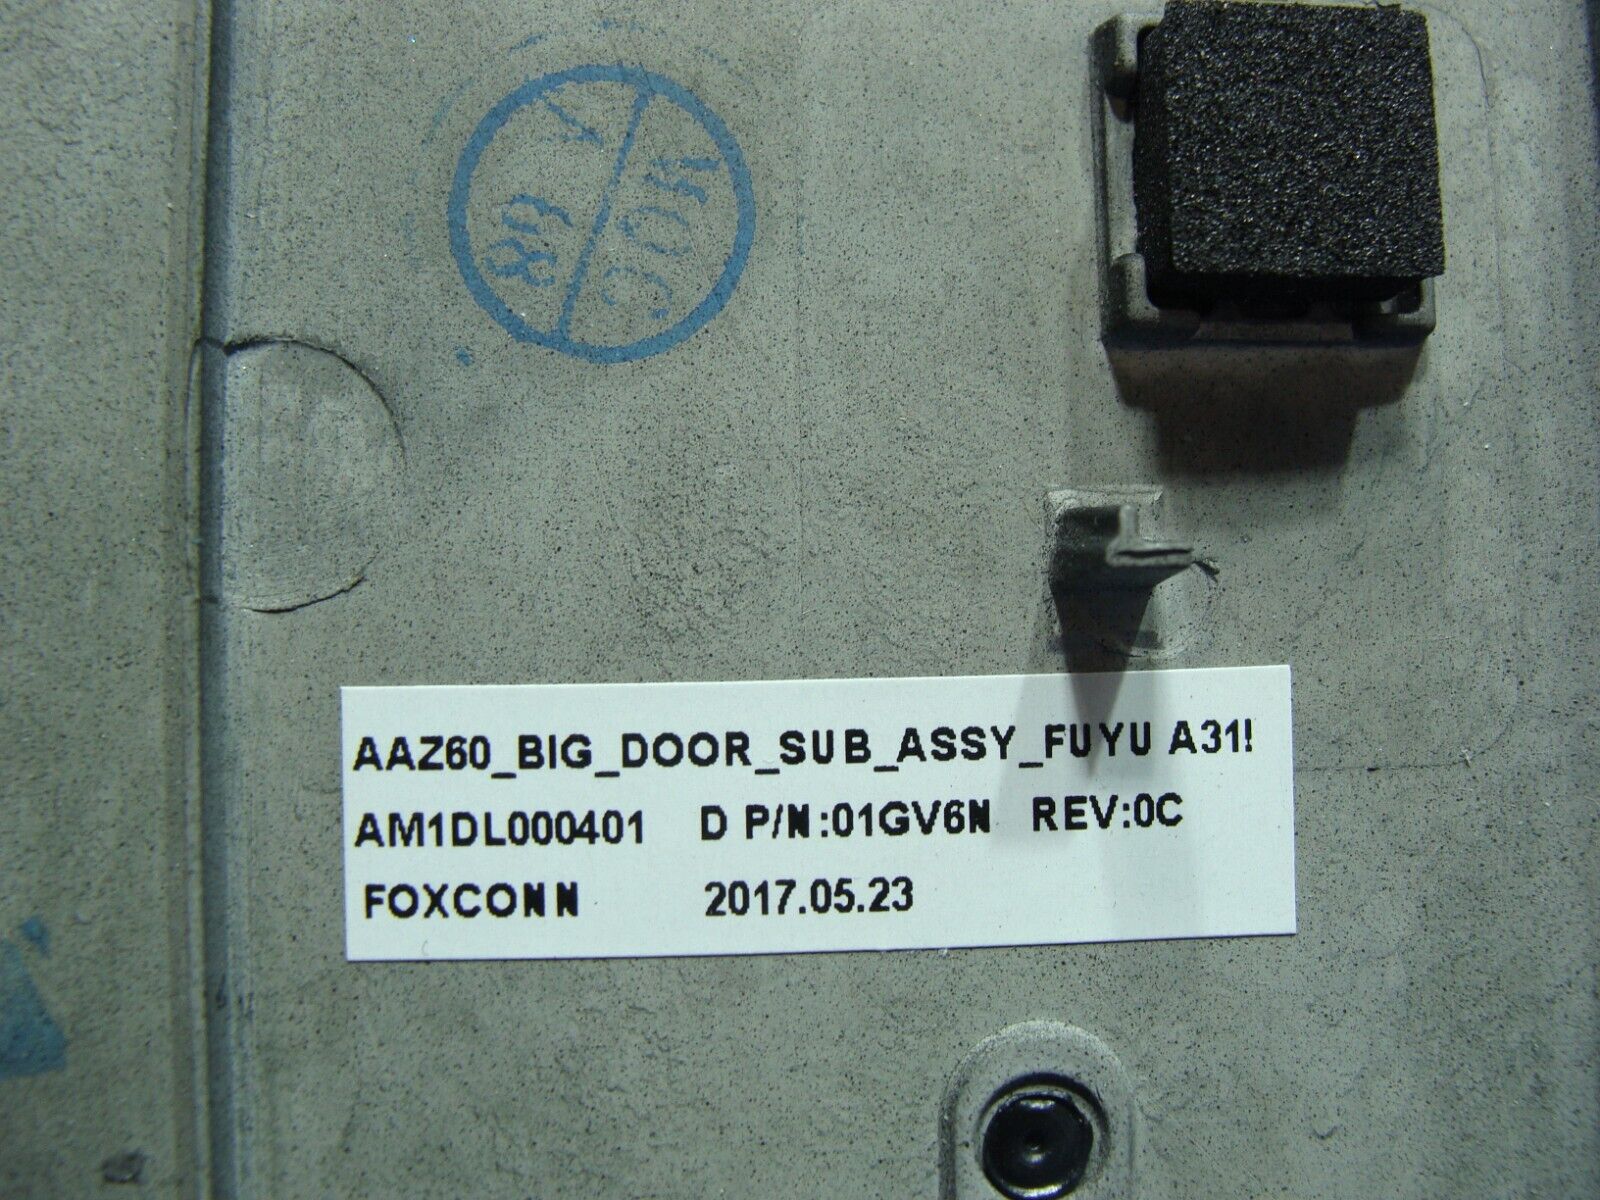 AAZ60_BIG_DOOR_SUB_ASSY_FUYU A31!
AM1DL000401 D P/N:01GV6N REV:0C
FOXCONN 2017.05.23